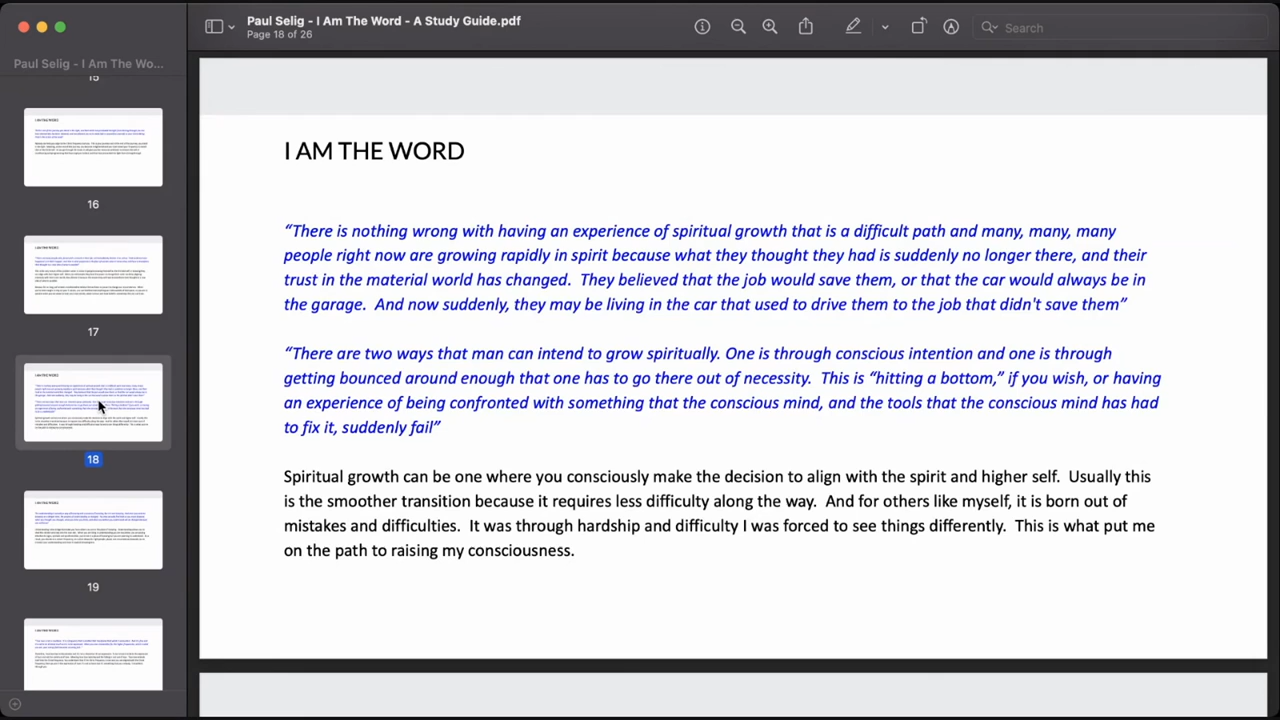 Paul Selig - I Am The Word - A Study Guide.pdf
Page 18 of 26
Search
Paul Selig - I Am The Wo...
15
16
17
18
19
I AM THE WORD
“There is nothing wrong with having an experience of spiritual growth that is a difficult path and many, many, many
people right now are growing rapidly in spirit because what they thought they had is suddenly no longer there, and their
trust in the material world has changed. They believed that the job would save them, or that the car would always be in
the garage. And now suddenly, they may be living in the car that used to drive them to the job that didn't save them”
“There are two ways that man can intend to grow spiritually. One is through conscious intention and one is through
getting bounced around enough that one has to go there out of necessity. This is “hitting a bottom” if you wish, or having
an experience of being confronted with something that the conscious mind, and the tools that the conscious mind has had
to fix it, suddenly fail”
Spiritual growth can be one where you consciously make the decision to align with the spirit and higher self. Usually this
is the smoother transition because it requires less difficulty along the way. And for others like myself, it is born out of
mistakes and difficulties. It was through hardship and difficulty I was forced to see things differently. This is what put me
on the path to raising my consciousness.